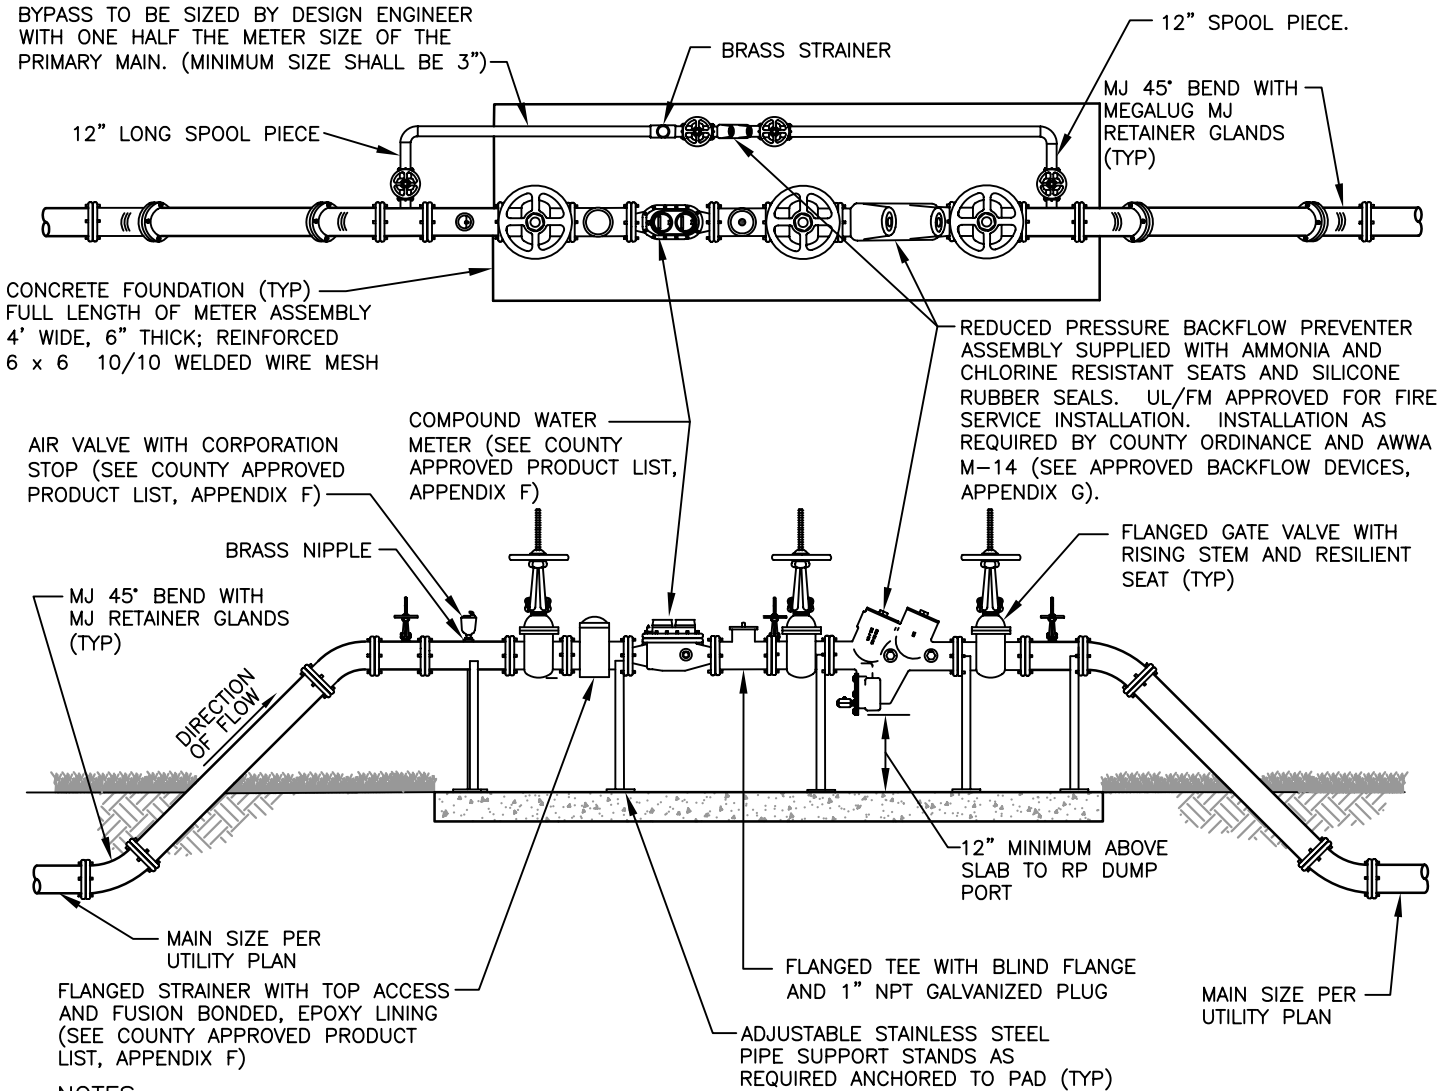 BYPASS TO BE SIZED BY DESIGN ENGINEER
WITH ONE HALF THE METER SIZE OF THE
PRIMARY MAIN. (MINIMUM SIZE SHALL BE 3")
BRASS STRAINER
12" SPOOL PIECE.
MJ 45° BEND WITH
MEGALUG MJ
RETAINER GLANDS
(TYP)
12" LONG SPOOL PIECE
CONCRETE FOUNDATION (TYP)
FULL LENGTH OF METER ASSEMBLY
4' WIDE, 6" THICK; REINFORCED
6 x 6 10/10 WELDED WIRE MESH
REDUCED PRESSURE BACKFLOW PREVENTER
ASSEMBLY SUPPLIED WITH AMMONIA AND
CHLORINE RESISTANT SEATS AND SILICONE
RUBBER SEALS. UL/FM APPROVED FOR FIRE
SERVICE INSTALLATION. INSTALLATION AS
REQUIRED BY COUNTY ORDINANCE AND AWWA
M-14 (SEE APPROVED BACKFLOW DEVICES,
APPENDIX G).
COMPOUND WATER
METER (SEE COUNTY
APPROVED PRODUCT LIST,
APPENDIX F)
AIR VALVE WITH CORPORATION
STOP (SEE COUNTY APPROVED
PRODUCT LIST, APPENDIX F)
BRASS NIPPLE
FLANGED GATE VALVE WITH
RISING STEM AND RESILIENT
SEAT (TYP)
MJ 45° BEND WITH
MJ RETAINER GLANDS
(TYP)
DIRECTION
OF FLOW
12" MINIMUM ABOVE
SLAB TO RP DUMP
PORT
MAIN SIZE PER
UTILITY PLAN
FLANGED STRAINER WITH TOP ACCESS
AND FUSION BONDED, EPOXY LINING
(SEE COUNTY APPROVED PRODUCT
LIST, APPENDIX F)
FLANGED TEE WITH BLIND FLANGE
AND 1" NPT GALVANIZED PLUG
MAIN SIZE PER
UTILITY PLAN
ADJUSTABLE STAINLESS STEEL
PIPE SUPPORT STANDS AS
REQUIRED ANCHORED TO PAD (TYP)